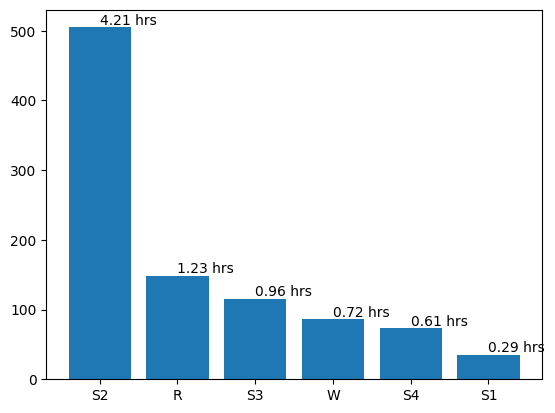 500
400
300
200
100
0
4.21 hrs
1.23 hrs
0.96 hrs
0.72 hrs
0.61 hrs
0.29 hrs
S2 R S3 W S4 S1